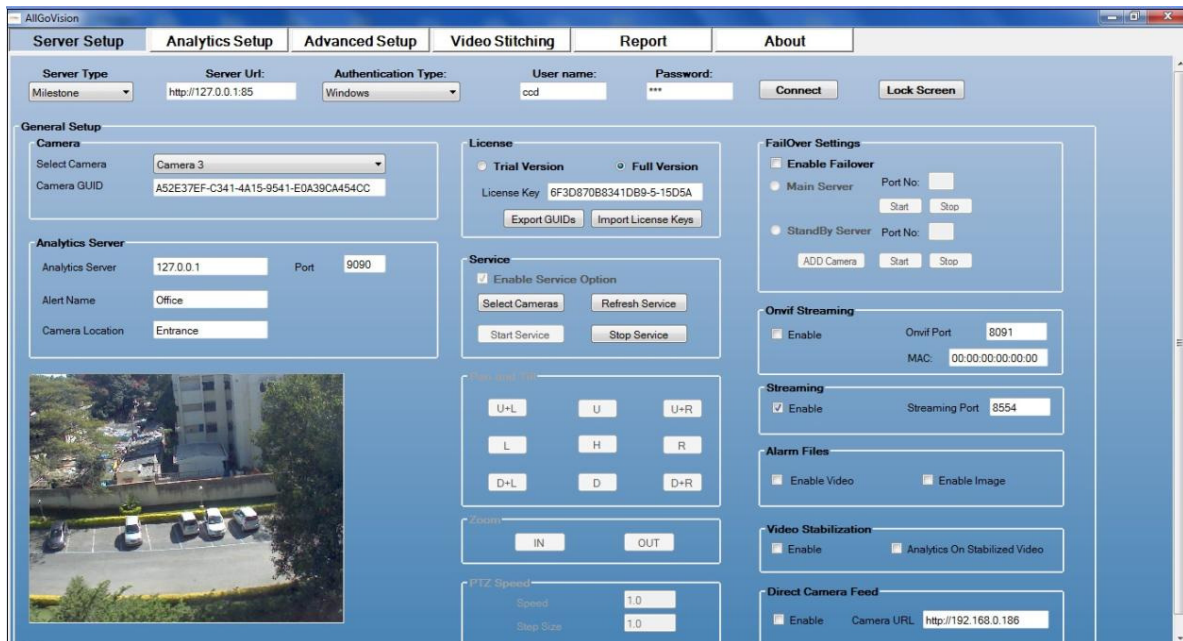 AllGoVision
Server Setup Analytics Setup Advanced Setup Video Stitching Report About
Server Type Server Url: Authentication Type: User name: Password:
Milestone http://127.0.0.1:85 Windows ccd *** Connect Lock Screen
General Setup
Camera
Select Camera Camera 3
Camera GUID A52E37EF-C341-4A15-9541-E0A39CA454CC
Analytics Server
Analytics Server 127.0.0.1 Port 9090
Alert Name Office
Camera Location Entrance
License
Trial Version Full Version
License Key 6F3D870B8341DB9-5-15D5A
Export GUIDs Import License Keys
Service
Enable Service Option
Select Cameras Refresh Service
Start Service Stop Service
Pan and Tilt
U+L U U+R
L H R
D+L D D+R
Zoom
IN OUT
PTZ Speed
Speed 1.0
Step Size 1.0
FailOver Settings
Enable Failover
Main Server Port No:
Start Stop
StandBy Server Port No:
ADD Camera Start Stop
Onvif Streaming
Enable Onvif Port 8091
MAC: 00:00:00:00:00:00
Streaming
Enable Streaming Port 8554
Alarm Files
Enable Video Enable Image
Video Stabilization
Enable Analytics On Stabilized Video
Direct Camera Feed
Enable Camera URL http://192.168.0.186